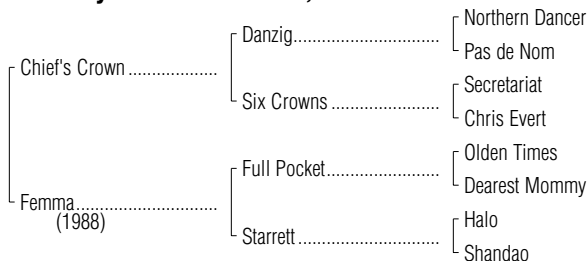 Northern Dancer
Danzig
Pas de Nom
Chief's Crown
Secretariat
Six Crowns
Chris Evert
Olden Times
Full Pocket
Dearest Mommy
Femma
(1988)
Halo
Starrett
Shandao